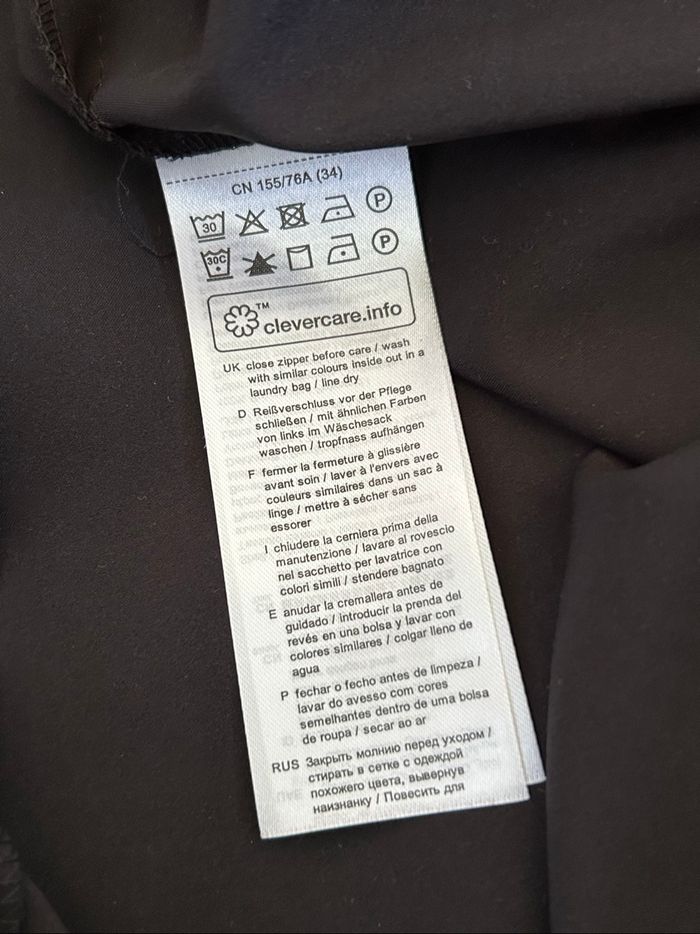 CN 155/76A (34)
30
P
30C
P
TM
clevercare.info
UK close zipper before care / wash
with similar colours inside out in a
laundry bag / line dry
D Reißverschluss vor der Pflege
schließen / mit ähnlichen Farben
von links im Wäschesack
waschen / tropfnass aufhängen
F fermer la fermeture à glissière
avant soin / laver à l'envers avec
couleurs similaires dans un sac à
linge / mettre à sécher sans
essorer
I chiudere la cerniera prima della
manutenzione / lavare al rovescio
nel sacchetto per lavatrice con
colori simili / stendere bagnato
E anudar la cremallera antes de
guidado / introducir la prenda del
revés en una bolsa y lavar con
colores similares / colgar lleno de
agua
P fechar o fecho antes de limpeza /
lavar do avesso com cores
semelhantes dentro de uma bolsa
de roupa / secar ao ar
RUS Закрыть молнию перед уходом /
стирать в сетке с одеждой
похожего цвета, вывернув
наизнанку / Повесить для